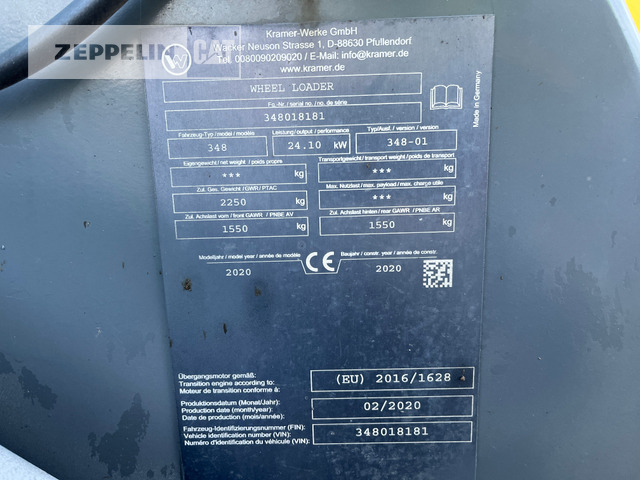 ZEPPELIN CAT
Kramer-Werke GmbH
Wacker Neuson Strasse 1, D-88630 Pfullendorf
Tel. 0080090209020 / E-Mail: info@kramer.de
www.kramer.de
WHEEL LOADER
Fg.-Nr. / serial no. / no. de série
348018181
Fahrzeug-Typ / model / modèles
Leistung / output / performance
Typ/Ausf. / version / version
348
24.10 kW
348-01
Eigengewicht / net weight / poids propre
Transportgewicht / transport weight / poids de transport
*** kg
*** kg
Zul. Ges. Gewicht / GWR / PTAC
Max. Nutzlast / max. payload / max. charge utile
2250 kg
*** kg
Zul. Achslast vorn / front GAWR / PNBE AV
Zul. Achslast hinten / rear GAWR / PNBE AR
1550 kg
1550 kg
Modelljahr / model year / année de modèle
CE
Baujahr / constr. year / année de constr.
2020
2020
Made in Germany
Übergangsmotor gemäß:
Transition engine according to:
Moteur de transition conforme à:
(EU) 2016/1628
Produktionsdatum (Monat/Jahr):
Production date (month/year):
Date de production (mois/année):
02/2020
Fahrzeug-Identifizierungsnummer (FIN):
Vehicle identification number (VIN):
Numéro d'identification du véhicule (VIN):
348018181